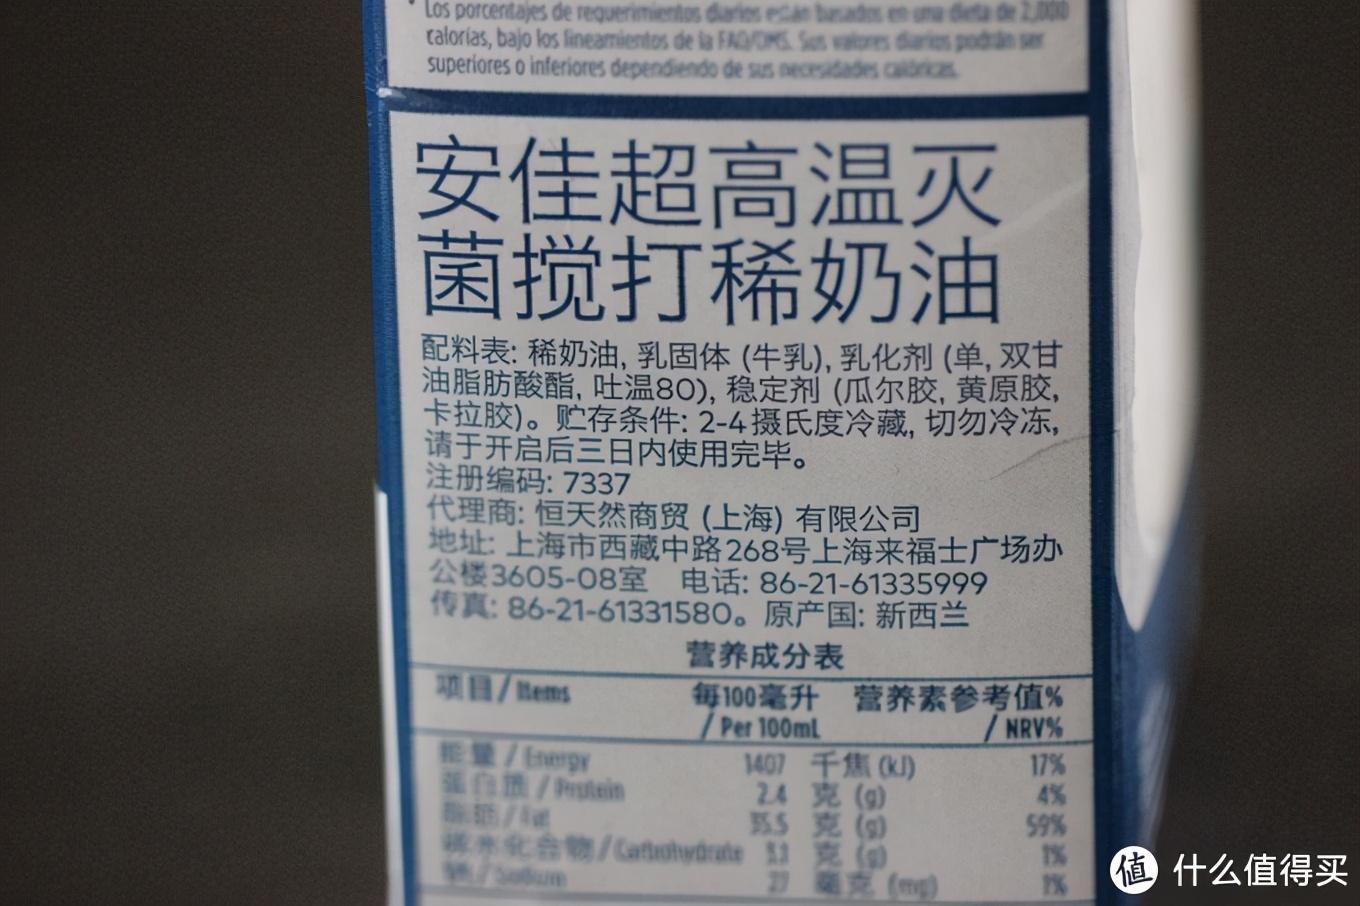 * Los porcentajes de requerimientos diarios están basados en una dieta de 2,000
calorías, bajo los lineamientos de la FAO/OMS. Sus valores diarios podrán ser
superiores o inferiores dependiendo de sus necesidades calóricas.
安佳超高温灭
菌搅打稀奶油
配料表: 稀奶油, 乳固体 (牛乳), 乳化剂 (单, 双甘
油脂肪酸酯, 吐温80), 稳定剂 (瓜尔胶, 黄原胶,
卡拉胶)。贮存条件: 2-4摄氏度冷藏, 切勿冷冻,
请于开启后三日内使用完毕。
注册编码: 7337
代理商: 恒天然商贸 (上海) 有限公司
地址: 上海市西藏中路268号上海来福士广场办
公楼3605-08室 电话: 86-21-61335999
传真: 86-21-61331580。原产国: 新西兰
营养成分表
项目/Items 每100毫升 营养素参考值%
/ Per 100mL / NRV%
能量 / Energy 1407 千焦 (kJ) 17%
蛋白质 / Protein 2.4 克 (g) 4%
脂肪 / Fat 35.5 克 (g) 59%
碳水化合物 / Carbohydrate 3.1 克 (g) 1%
钠 / Sodium 27 毫克 (mg) 1%
值 什么值得买